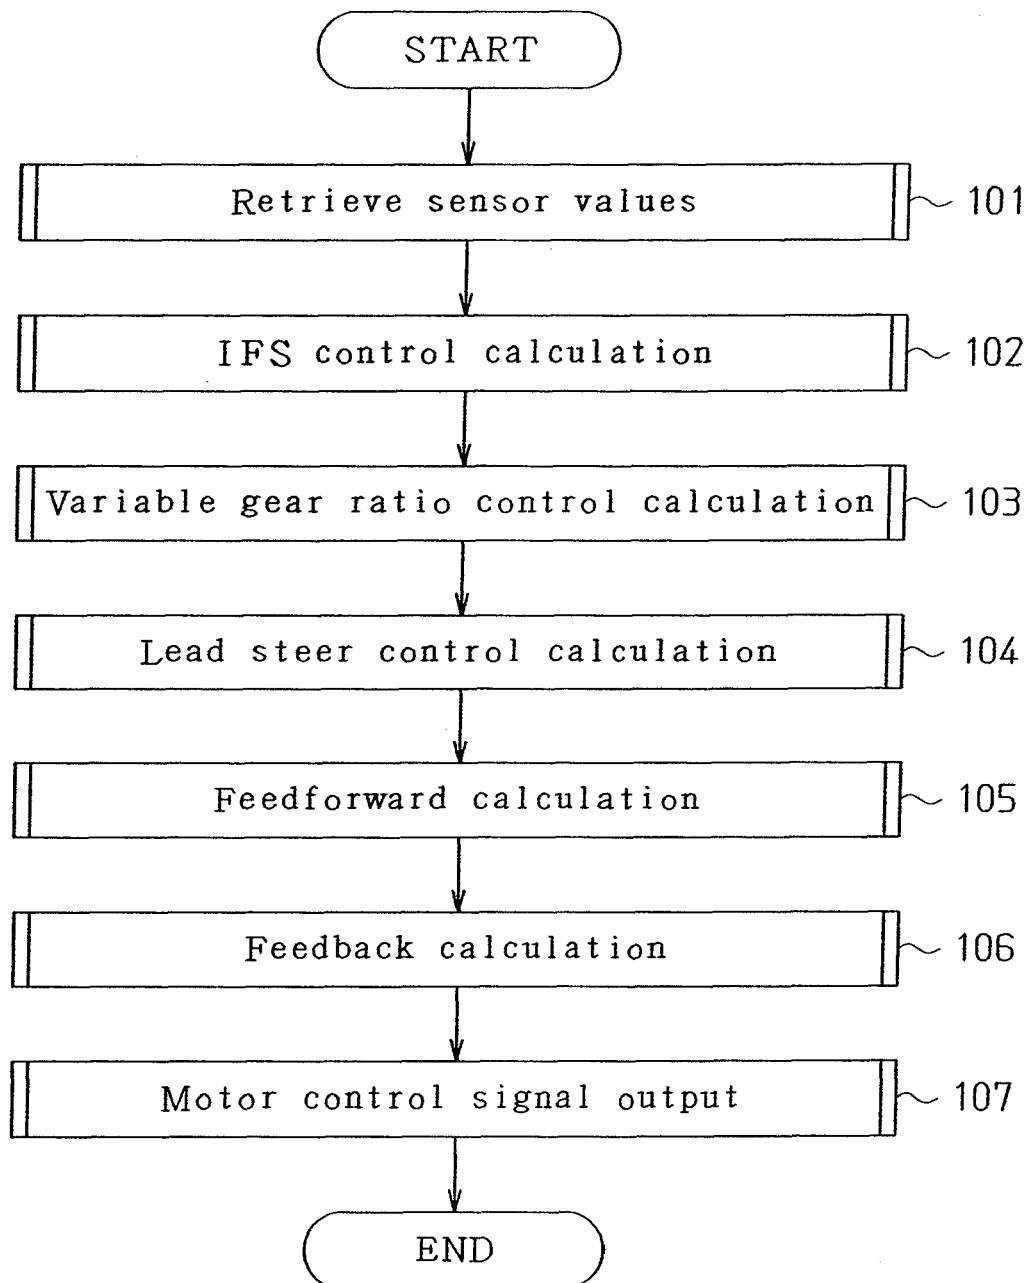 START
Retrieve sensor values 101
IFS control calculation 102
Variable gear ratio control calculation 103
Lead steer control calculation 104
Feedforward calculation 105
Feedback calculation 106
Motor control signal output 107
END